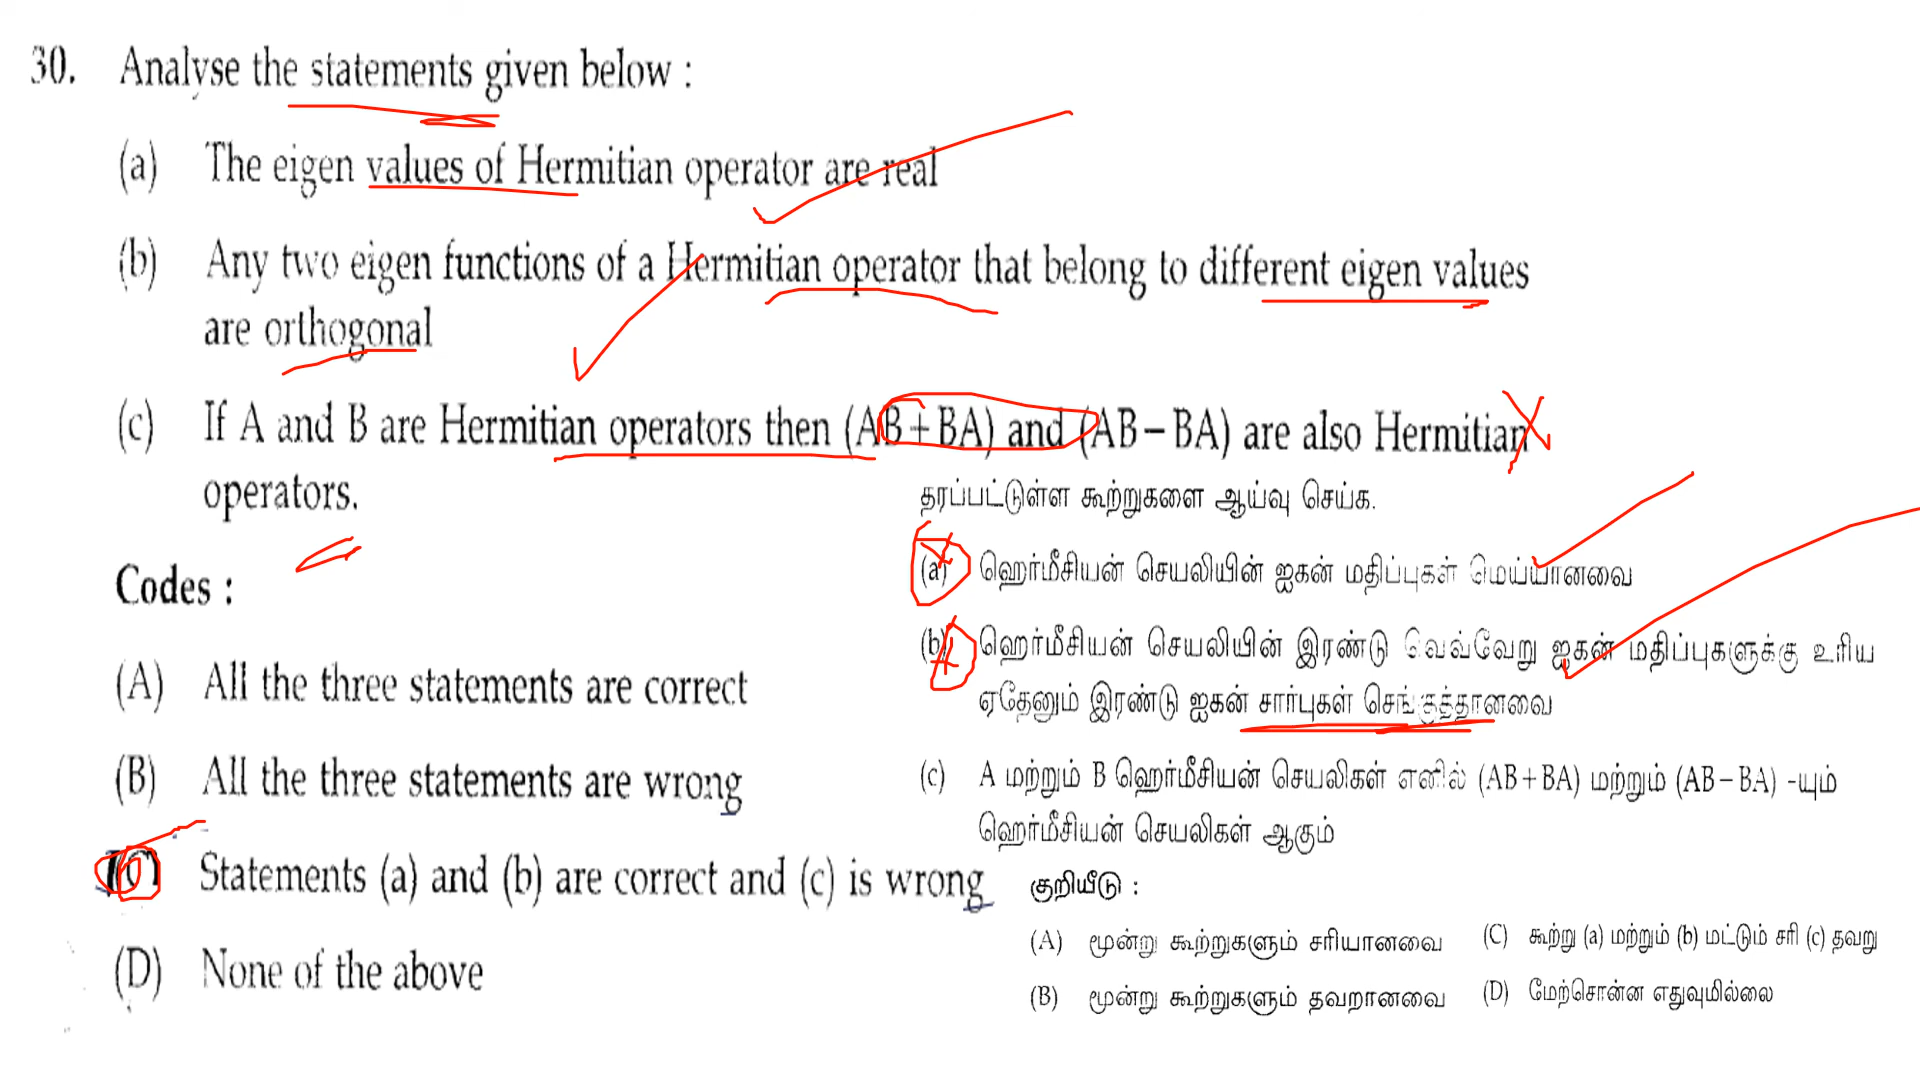 30. Analyse the statements given below :
(a) The eigen values of Hermitian operator are real
(b) Any two eigen functions of a Hermitian operator that belong to different eigen values
are orthogonal
(c) If A and B are Hermitian operators then (AB+BA) and (AB−BA) are also Hermitian
operators.
Codes :
(A) All the three statements are correct
(B) All the three statements are wrong
(C) Statements (a) and (b) are correct and (c) is wrong
(D) None of the above
தரப்பட்டுள்ள கூற்றுகளை ஆய்வு செய்க.
(a) ஹெர்மீசியன் செயலியின் ஐகன் மதிப்புகள் மெய்யானவை
(b) ஹெர்மீசியன் செயலியின் இரண்டு வெவ்வேறு ஐகன் மதிப்புகளுக்கு உரிய
ஏதேனும் இரண்டு ஐகன் சார்புகள் செங்குத்தானவை
(c) A மற்றும் B ஹெர்மீசியன் செயலிகள் எனில் (AB+BA) மற்றும் (AB−BA) -யும்
ஹெர்மீசியன் செயலிகள் ஆகும்
குறியீடு :
(A) மூன்று கூற்றுகளும் சரியானவை
(B) மூன்று கூற்றுகளும் தவறானவை
(C) கூற்று (a) மற்றும் (b) மட்டும் சரி (c) தவறு
(D) மேற்சொன்ன எதுவுமில்லை